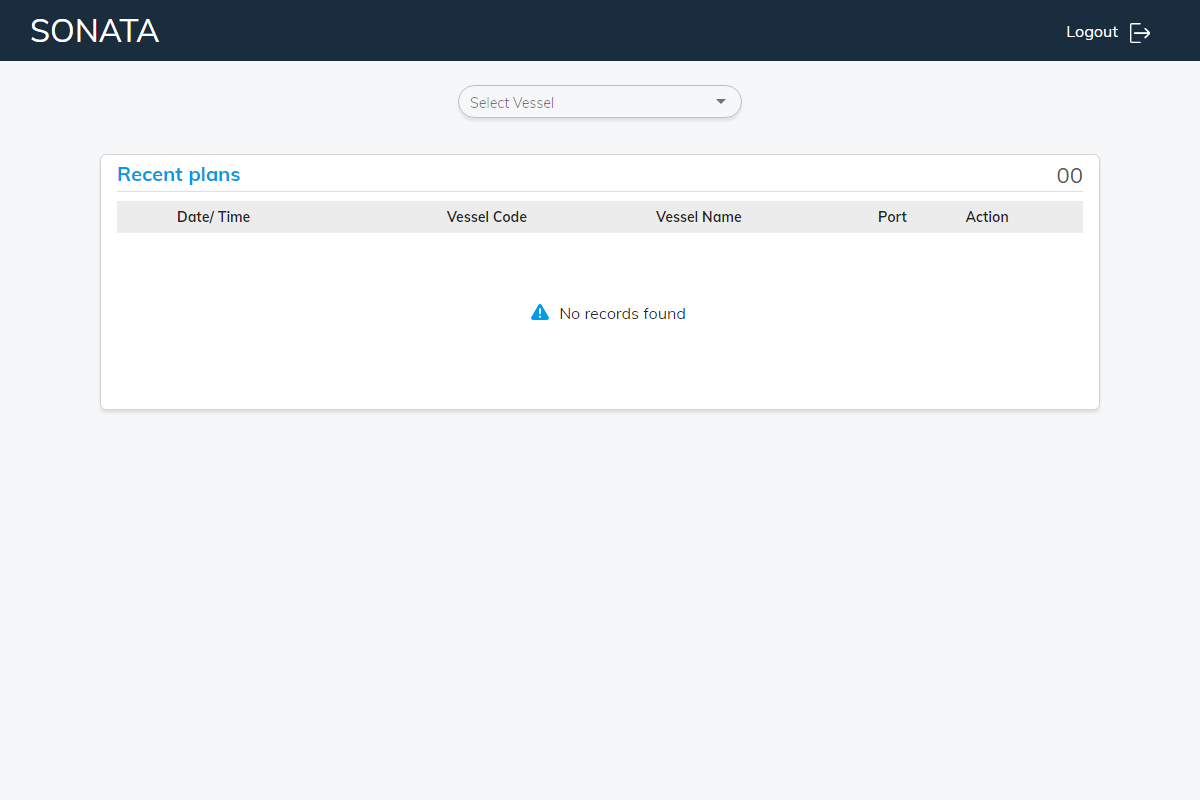 SONATA
Logout
Select Vessel
Recent plans 00
Date/ Time Vessel Code Vessel Name Port Action
No records found